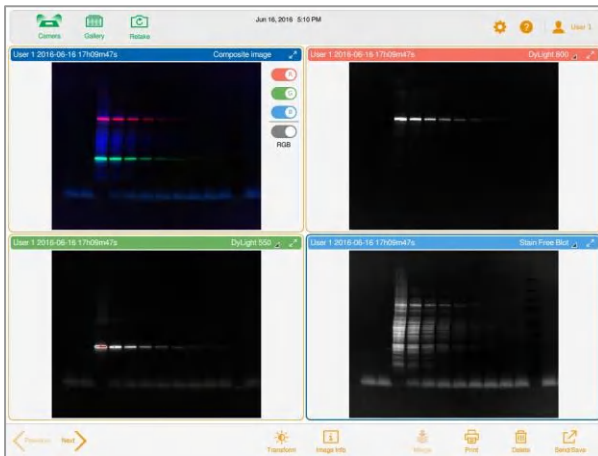 Jun 16, 2016 5:10 PM
Camera
Gallery
Retake
User 1
User 1 2016-06-16 17h09m47s Composite Image
R
G
B
RGB
User 1 2016-06-16 17h09m47s DyLight 800
User 1 2016-06-16 17h09m47s DyLight 550
User 1 2016-06-16 17h09m47s Stain Free Blot
Previous Next
Transform
Image Info
Merge
Print
Delete
Send/Save